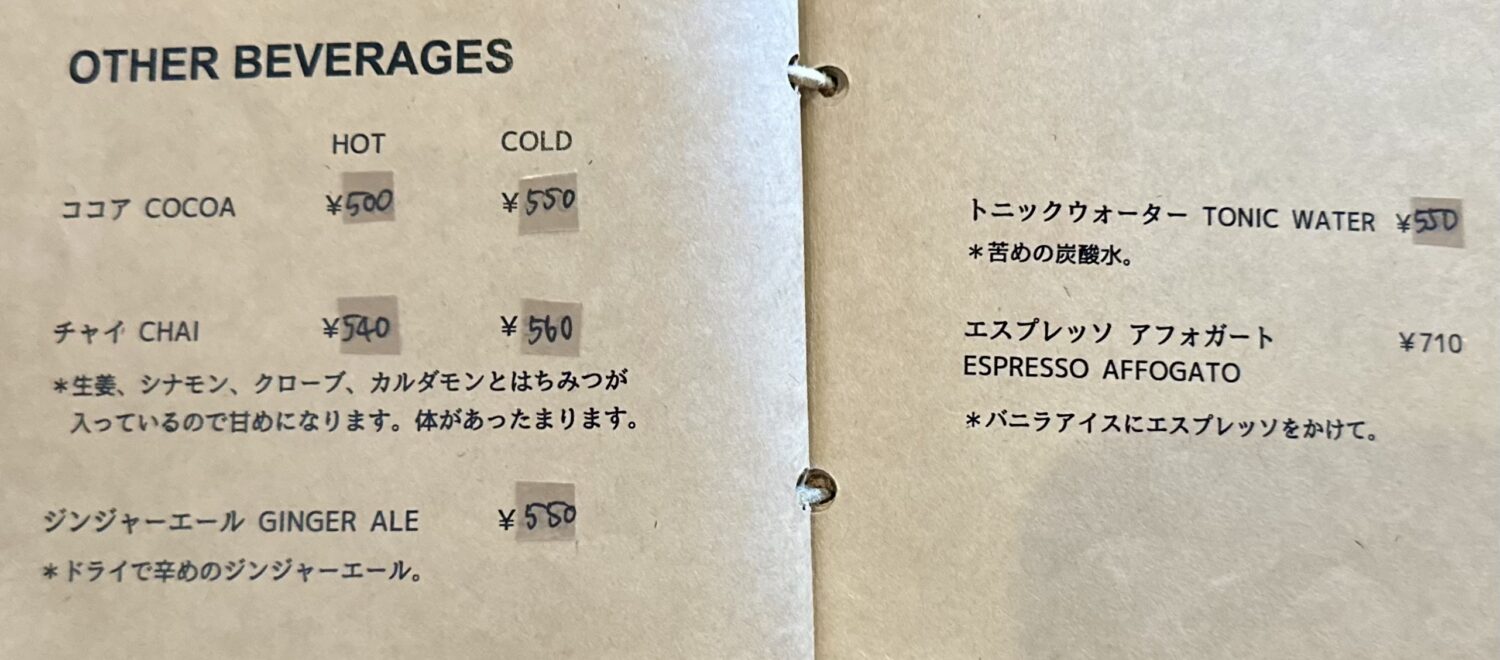 OTHER BEVERAGES
HOT COLD
ココア COCOA ¥500 ¥550
チャイ CHAI ¥540 ¥560
*生姜、シナモン、クローブ、カルダモンとはちみつが
入っているので甘めになります。体があったまります。
ジンジャーエール GINGER ALE ¥550
*ドライで辛めのジンジャーエール。
トニックウォーター TONIC WATER ¥550
*苦めの炭酸水。
エスプレッソ アフォガート ¥710
ESPRESSO AFFOGATO
*バニラアイスにエスプレッソをかけて。